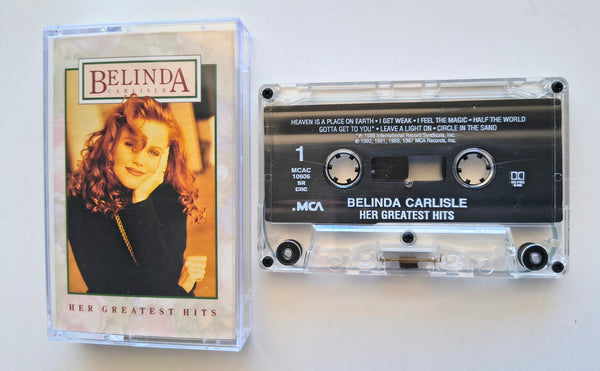 BELINDA
CARLISLE
HER GREATEST HITS
HEAVEN IS A PLACE ON EARTH • I GET WEAK • I FEEL THE MAGIC • HALF THE WORLD
GOTTA GET TO YOU* • LEAVE A LIGHT ON • CIRCLE IN THE SAND
1
MCAC
10606
SR
CRC
MCA
BELINDA CARLISLE
HER GREATEST HITS